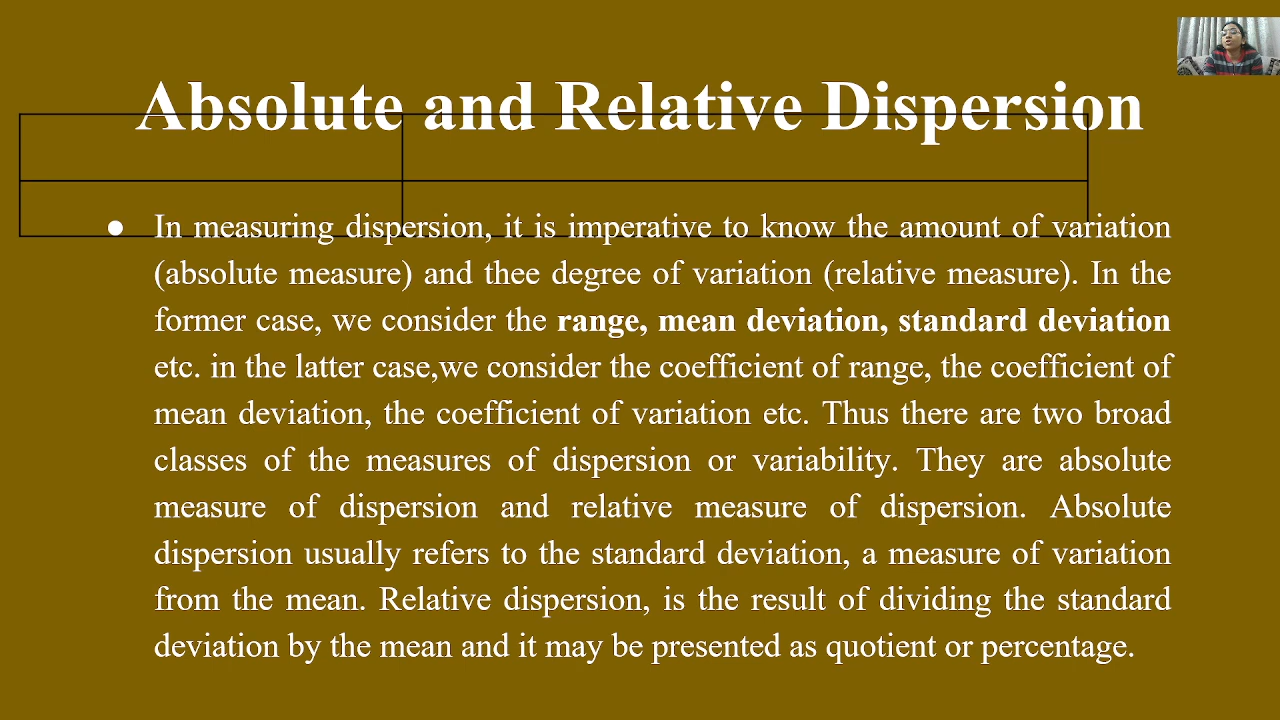 Absolute and Relative Dispersion
● In measuring dispersion, it is imperative to know the amount of variation
(absolute measure) and thee degree of variation (relative measure). In the
former case, we consider the range, mean deviation, standard deviation
etc. in the latter case,we consider the coefficient of range, the coefficient of
mean deviation, the coefficient of variation etc. Thus there are two broad
classes of the measures of dispersion or variability. They are absolute
measure of dispersion and relative measure of dispersion. Absolute
dispersion usually refers to the standard deviation, a measure of variation
from the mean. Relative dispersion, is the result of dividing the standard
deviation by the mean and it may be presented as quotient or percentage.